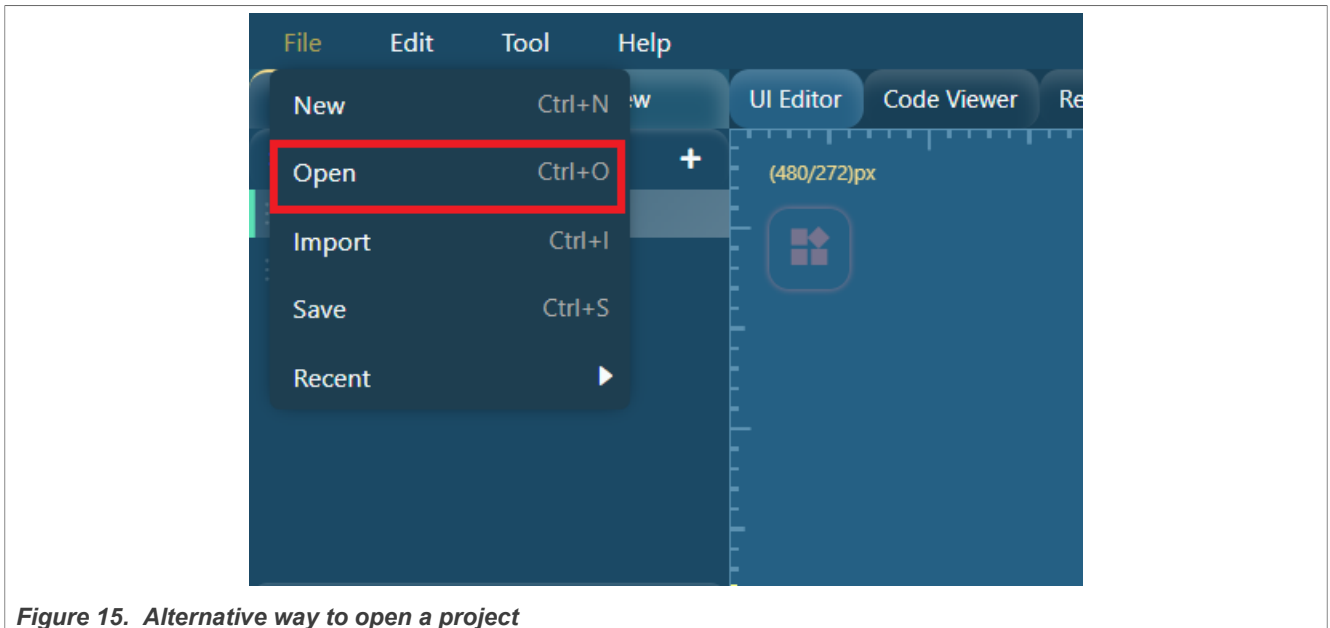 File Edit Tool Help
New Ctrl+N
UI Editor Code Viewer
Open Ctrl+O
+
(480/272)px
Import Ctrl+I
Save Ctrl+S
Recent
Figure 15. Alternative way to open a project